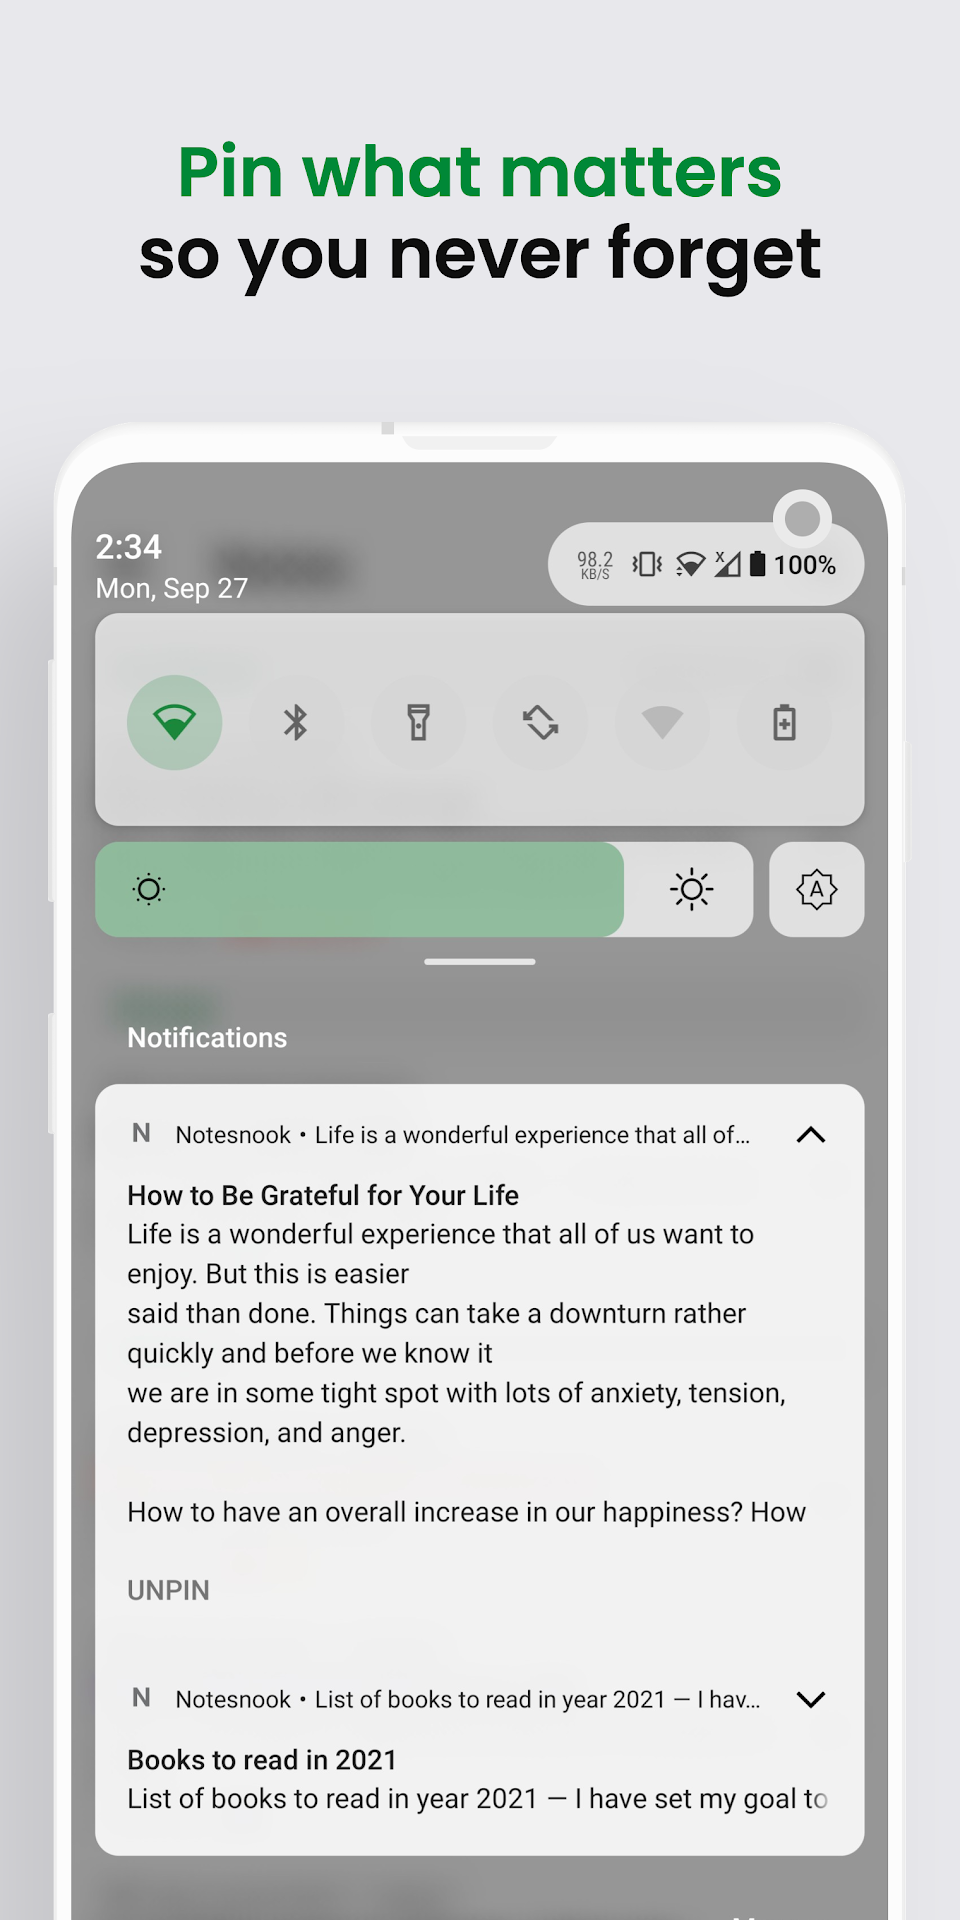 Pin what matters
so you never forget
2:34
Mon, Sep 27
98.2
KB/S
X
100%
A
Notifications
N Notesnook • Life is a wonderful experience that all of...
How to Be Grateful for Your Life
Life is a wonderful experience that all of us want to
enjoy. But this is easier
said than done. Things can take a downturn rather
quickly and before we know it
we are in some tight spot with lots of anxiety, tension,
depression, and anger.
How to have an overall increase in our happiness? How
UNPIN
N Notesnook • List of books to read in year 2021 — I hav...
Books to read in 2021
List of books to read in year 2021 — I have set my goal to